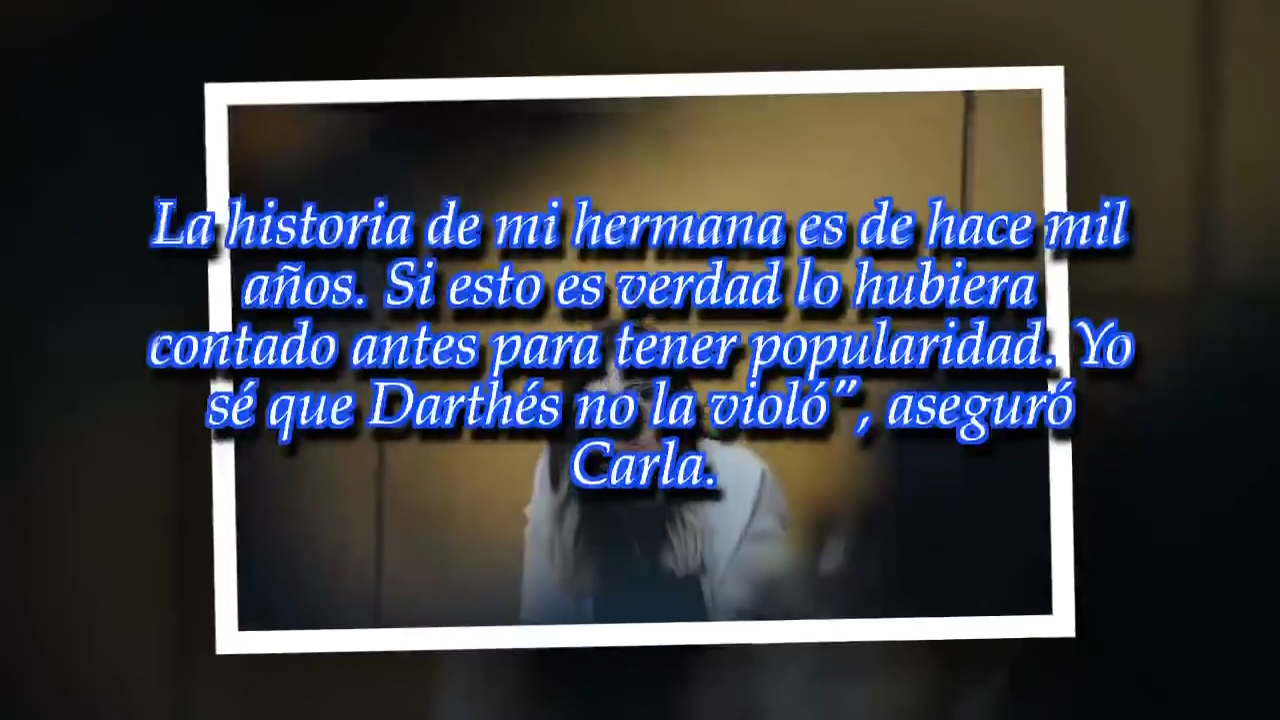 La historia de mi hermana es de hace mil
años. Si esto es verdad lo hubiera
contado antes para tener popularidad. Yo
sé que Darthés no la violó”, aseguró
Carla.